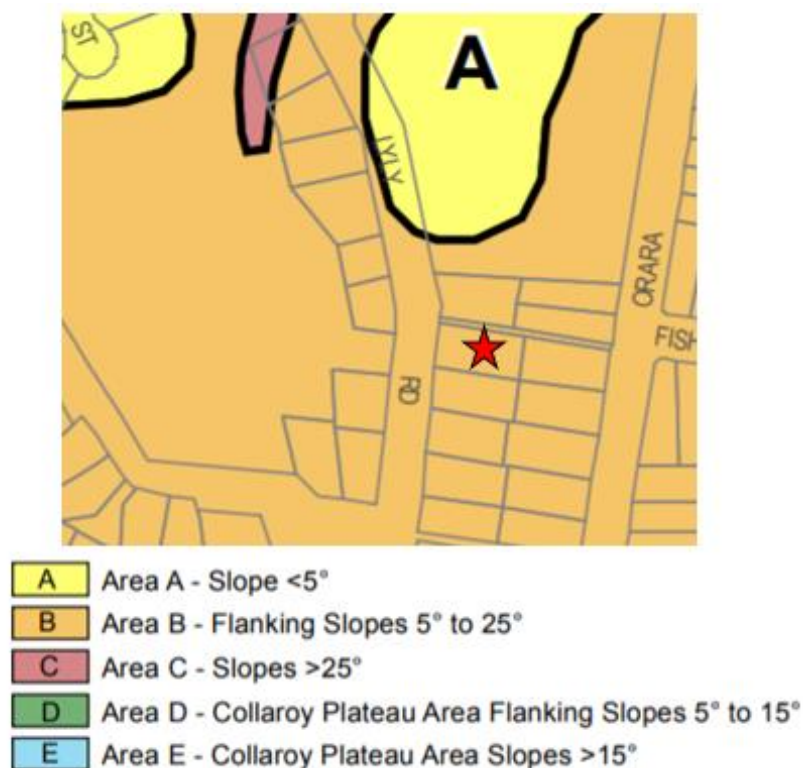 ST
A
LYLY
RD
ORARA
FISH
A Area A - Slope <5°
B Area B - Flanking Slopes 5° to 25°
C Area C - Slopes >25°
D Area D - Collaroy Plateau Area Flanking Slopes 5° to 15°
E Area E - Collaroy Plateau Area Slopes >15°